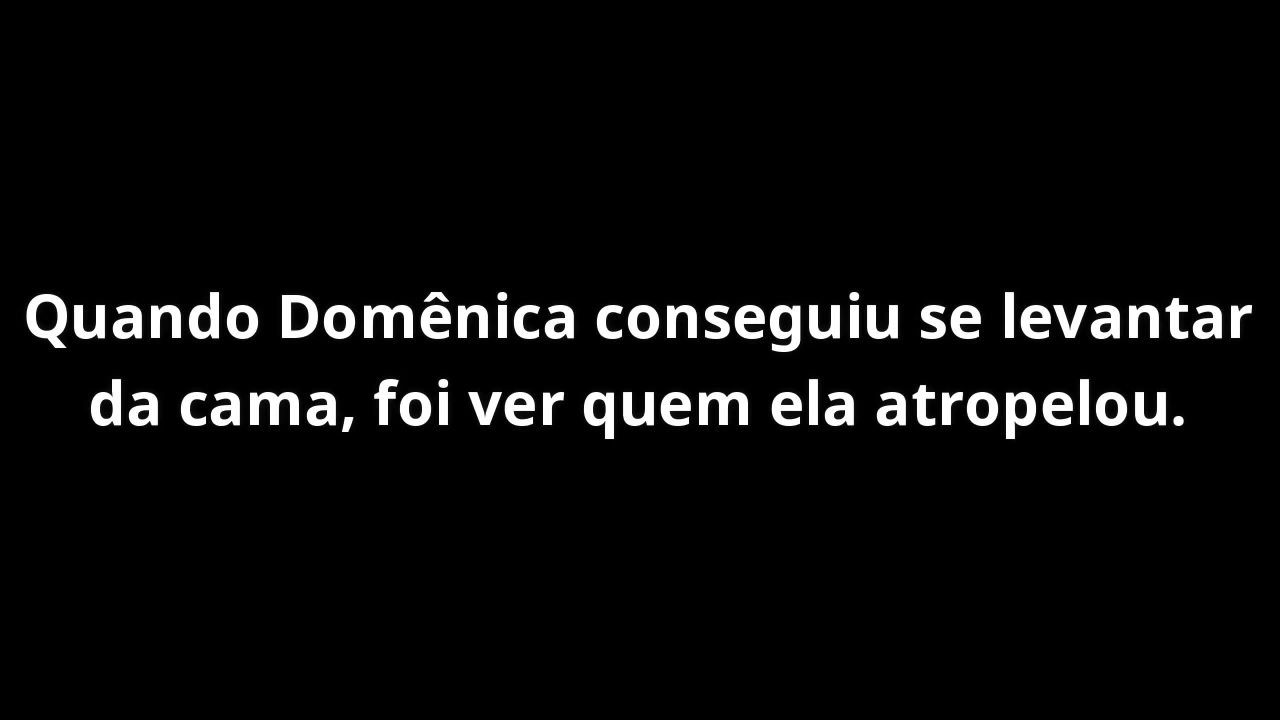 Quando Domênica conseguiu se levantar
da cama, foi ver quem ela atropelou.